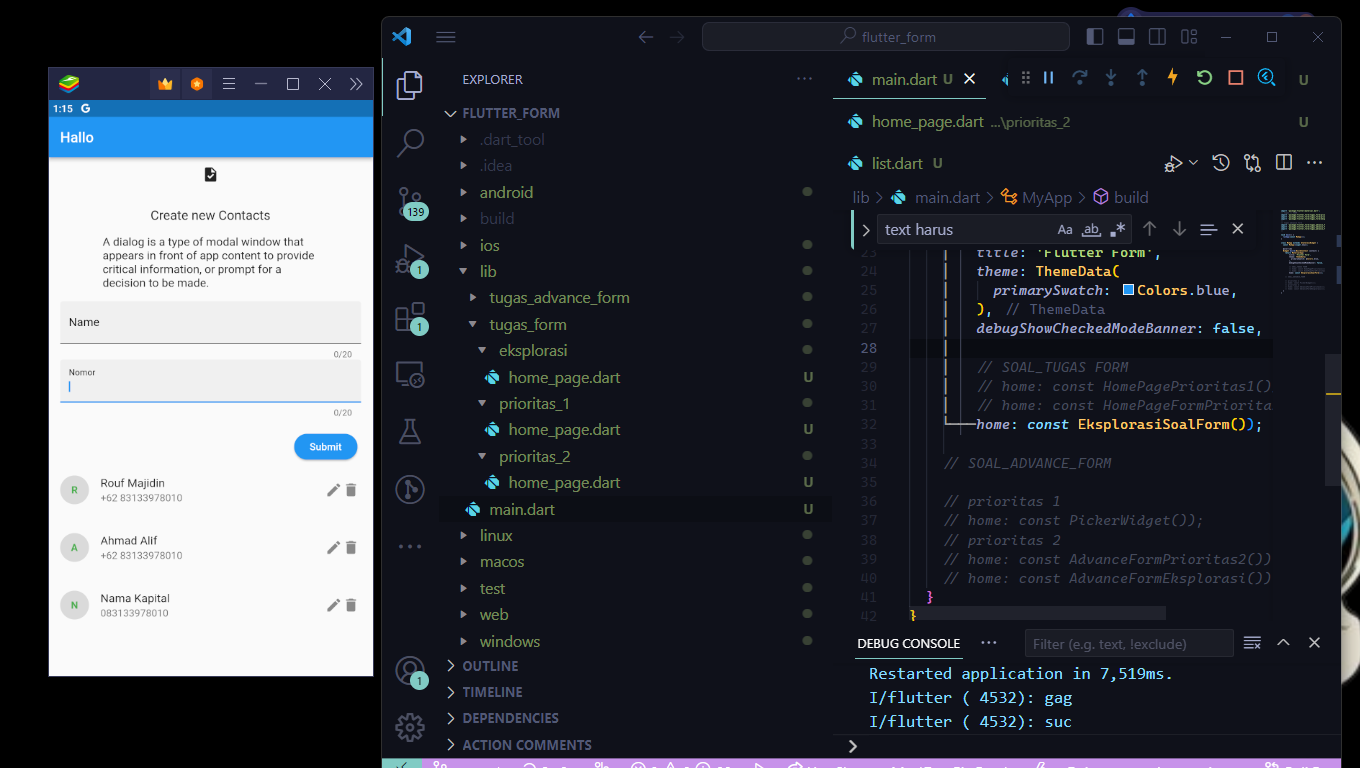 1:15 G
Hallo
Create new Contacts
A dialog is a type of modal window that
appears in front of app content to provide
critical information, or prompt for a
decision to be made.
Name
0/20
Nomor
0/20
Submit
R
Rouf Majidin
+62 83133978010
A
Ahmad Alif
+62 83133978010
N
Nama Kapital
083133978010
flutter_form
EXPLORER
FLUTTER_FORM
.dart_tool
.idea
android
build
ios
lib
tugas_advance_form
tugas_form
eksplorasi
home_page.dart U
prioritas_1
home_page.dart U
prioritas_2
home_page.dart U
main.dart U
linux
macos
test
web
windows
OUTLINE
TIMELINE
DEPENDENCIES
ACTION COMMENTS
139
1
1
1
main.dart U
U
home_page.dart ...\prioritas_2 U
list.dart U
lib > main.dart > MyApp > build
text harus
Aa ab
23 title: 'Flutter Form',
24 theme: ThemeData(
25 primarySwatch: Colors.blue,
26 ), // ThemeData
27 debugShowCheckedModeBanner: false,
28
29 // SOAL_TUGAS FORM
30 // home: const HomePagePrioritas1()
31 // home: const HomePageFormPriorita
32 home: const EksplorasiSoalForm());
33
34 // SOAL_ADVANCE_FORM
35
36 // prioritas 1
37 // home: const PickerWidget());
38 // prioritas 2
39 // home: const AdvanceFormPrioritas2())
40 // home: const AdvanceFormEksplorasi())
41 }
42 }
DEBUG CONSOLE
Filter (e.g. text, !exclude)
Restarted application in 7,519ms.
I/flutter ( 4532): gag
I/flutter ( 4532): suc